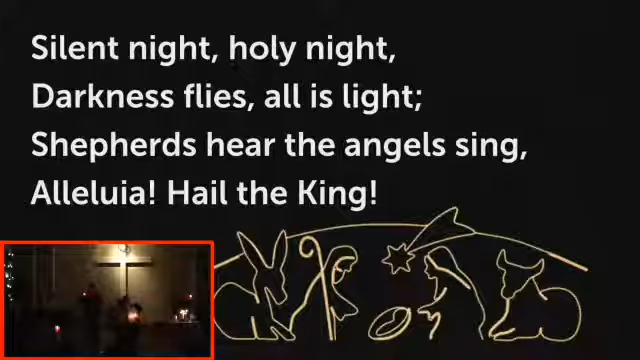 Silent night, holy night,
Darkness flies, all is light;
Shepherds hear the angels sing,
Alleluia! Hail the King!